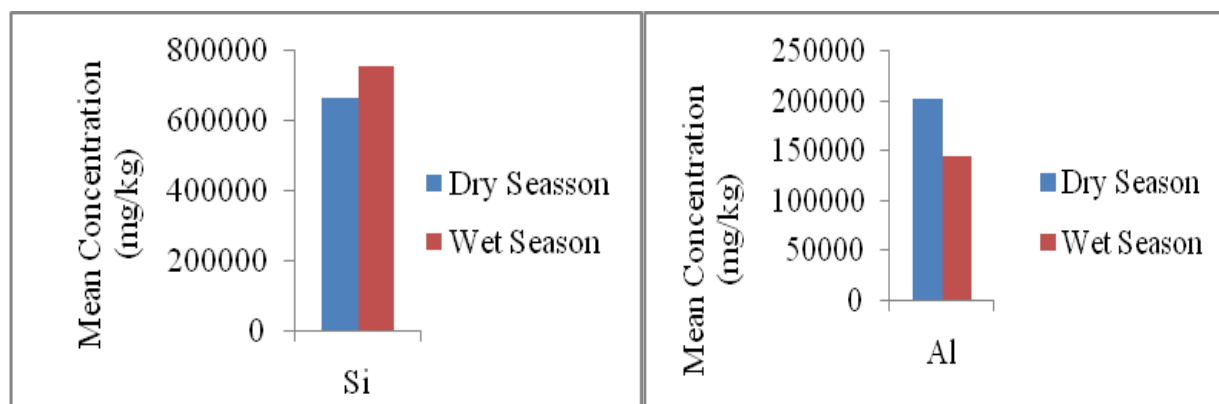 Mean Concentration
(mg/kg)
800000
600000
400000
200000
0
Si
Dry Seasson
Wet Season
Mean Concentration
(mg/kg)
250000
200000
150000
100000
50000
0
Al
Dry Season
Wet Season